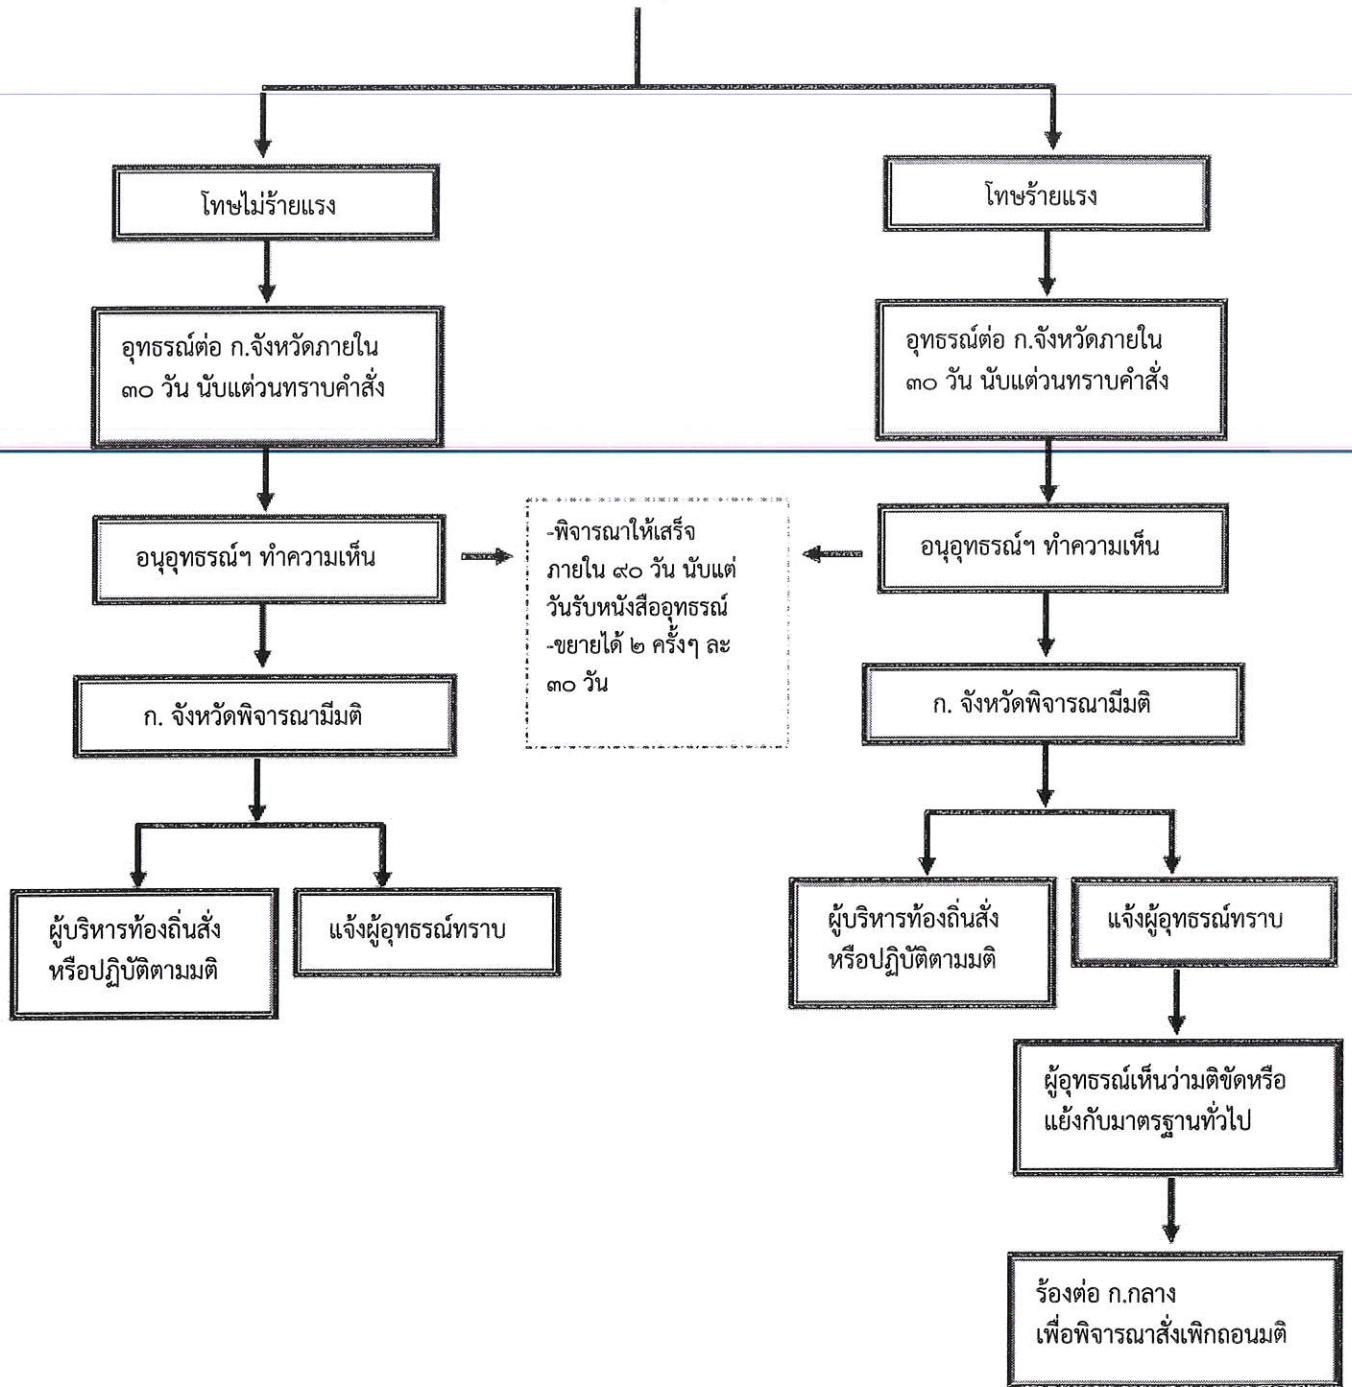 โทษไม่ร้ายแรง
โทษร้ายแรง
อุทธรณ์ต่อ ก.จังหวัดภายใน
๓๐ วัน นับแต่วนทราบคำสั่ง
อุทธรณ์ต่อ ก.จังหวัดภายใน
๓๐ วัน นับแต่วนทราบคำสั่ง
อนุอุทธรณ์ฯ ทำความเห็น
-พิจารณาให้เสร็จ
ภายใน ๙๐ วัน นับแต่
วันรับหนังสืออุทธรณ์
-ขยายได้ ๒ ครั้งๆ ละ
๓๐ วัน
อนุอุทธรณ์ฯ ทำความเห็น
ก. จังหวัดพิจารณามีมติ
ก. จังหวัดพิจารณามีมติ
ผู้บริหารท้องถิ่นสั่ง
หรือปฏิบัติตามมติ
แจ้งผู้อุทธรณ์ทราบ
ผู้บริหารท้องถิ่นสั่ง
หรือปฏิบัติตามมติ
แจ้งผู้อุทธรณ์ทราบ
ผู้อุทธรณ์เห็นว่ามติขัดหรือ
แย้งกับมาตรฐานทั่วไป
ร้องต่อ ก.กลาง
เพื่อพิจารณาสั่งเพิกถอนมติ